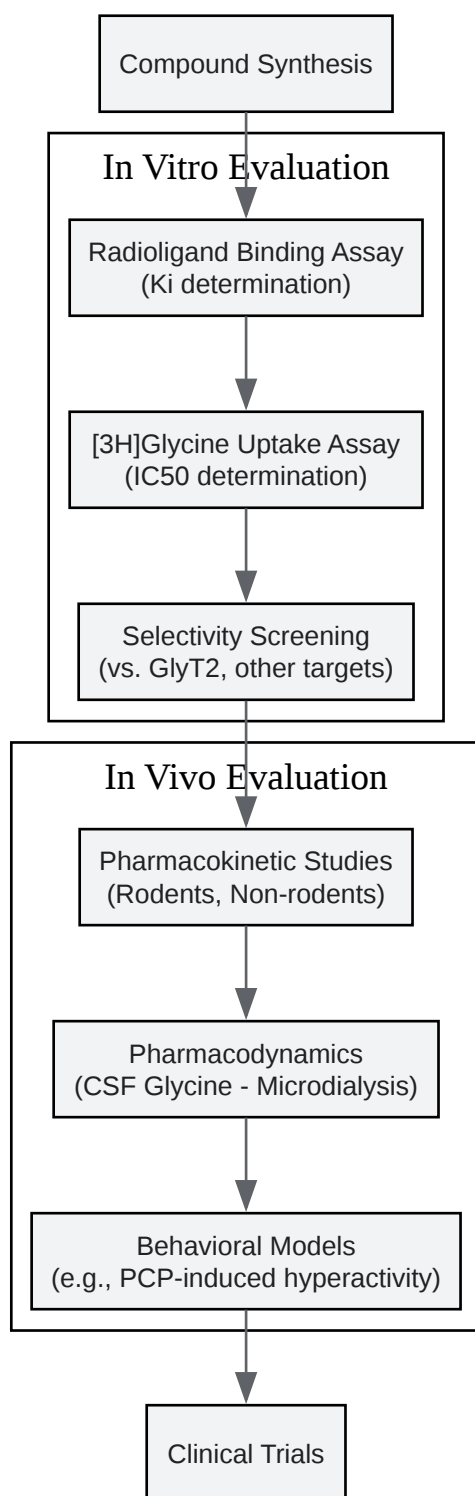 Compound Synthesis
In Vitro Evaluation
Radioligand Binding Assay
(Ki determination)
[3H]Glycine Uptake Assay
(IC50 determination)
Selectivity Screening
(vs. GlyT2, other targets)
In Vivo Evaluation
Pharmacokinetic Studies
(Rodents, Non-rodents)
Pharmacodynamics
(CSF Glycine - Microdialysis)
Behavioral Models
(e.g., PCP-induced hyperactivity)
Clinical Trials